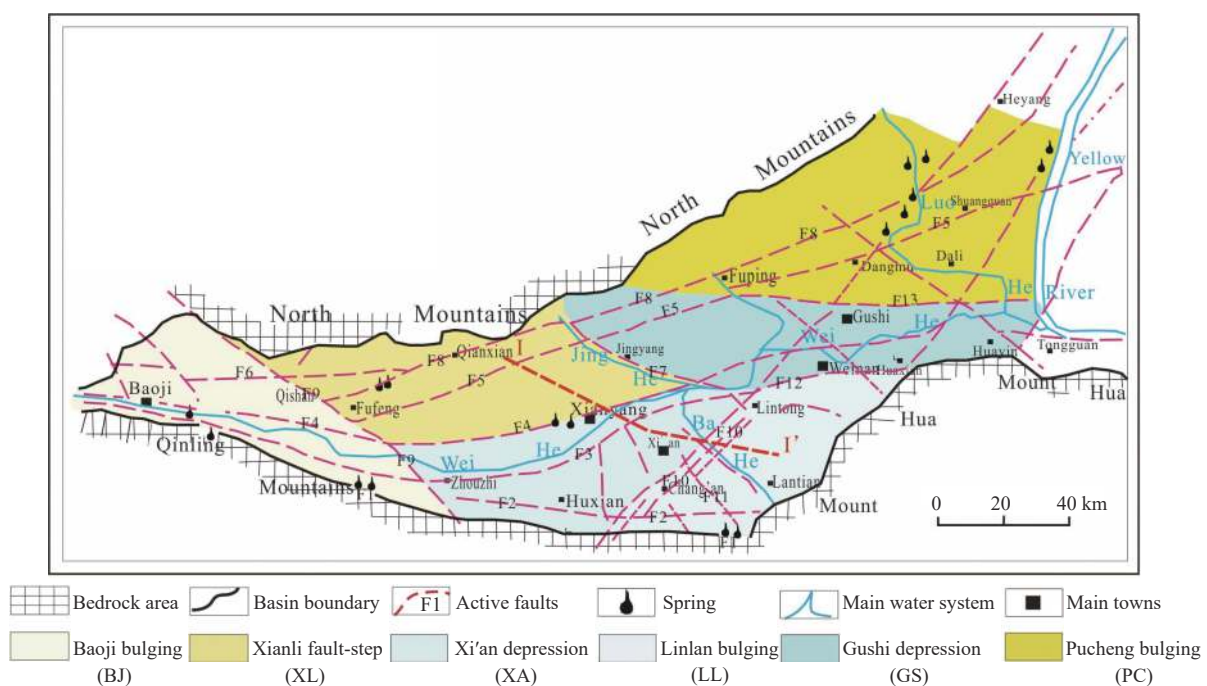 Heyang
Mountains
North
Yellow
Luo
Shuangquan
F5
F8
Dali
Fuping
He
River
F13
F8
F5
Gushi
North
Mountains
Wei
He
I
Jingyang
Jing
Huaxin
Tongguan
Qianxian
F8
F7
He
Weinan
Mount
F6
F5
F12
Hua
Baoji
Qishan
F9
Fufeng
Xianyang
Lintong
Hua
F4
F4
Ba
F10
Qinling
He
Xi'an
I'
F9
Wei
F3
He
Zhouzhi
F10
Chang'an
Lantian
Mountains
F1
F2
Huxian
F11
Mount
F2
0 20 40 km
Bedrock area
Basin boundary
F1
Active faults
Spring
Main water system
Main towns
Baoji bulging
(BJ)
Xianli fault-step
(XL)
Xi′an depression
(XA)
Linlan bulging
(LL)
Gushi depression
(GS)
Pucheng bulging
(PC)